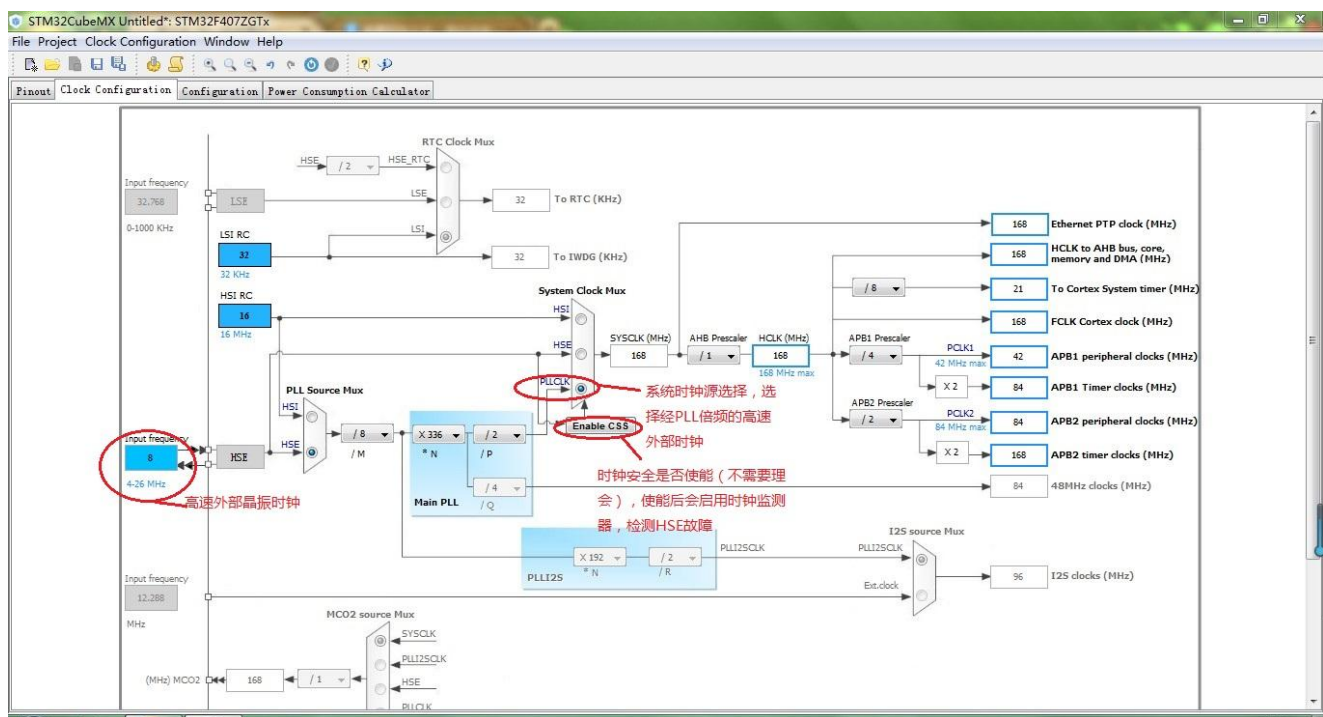 STM32CubeMX Untitled*: STM32F407ZGTx
File Project Clock Configuration Window Help
Pinout Clock Configuration Configuration Power Consumption Calculator
RTC Clock Mux
HSE / 2 HSE_RTC
Input frequency
32.768 LSE LSE 32 To RTC (KHz)
0-1000 KHz
LSI RC LSI
32 32 To IWDG (KHz)
32 KHz
HSI RC
16
16 MHz
System Clock Mux
HSI
HSE
PLLCLK
SYSCLK (MHz) AHB Prescaler HCLK (MHz)
168 / 1 168
168 MHz max
168 Ethernet PTP clock (MHz)
168 HCLK to AHB bus, core,
memory and DMA (MHz)
/ 8 21 To Cortex System timer (MHz)
168 FCLK Cortex clock (MHz)
APB1 Prescaler
/ 4 PCLK1 42 APB1 peripheral clocks (MHz)
42 MHz max
X 2 84 APB1 Timer clocks (MHz)
APB2 Prescaler
/ 2 PCLK2 84 APB2 peripheral clocks (MHz)
84 MHz max
X 2 168 APB2 timer clocks (MHz)
系统时钟源选择，选
择经PLL倍频的高速
外部时钟
Enable CSS
时钟安全是否使能（不需要理
会），使能后会启用时钟监测
器，检测HSE故障
PLL Source Mux
HSI
HSE
Input frequency
8 HSE
4-26 MHz
高速外部晶振时钟
/ 8
/ M
X 336 / 2
* N / P
/ 4
Main PLL / Q
84 48MHz clocks (MHz)
X 192 / 2 PLLI2SCLK
PLLI2S * N / R
I2S source Mux
PLLI2SCLK
Ext.clock
96 I2S clocks (MHz)
Input frequency
12.288
MHz
MCO2 source Mux
SYSCLK
PLLI2SCLK
HSE
PLLCLK
(MHz) MCO2 168 / 1